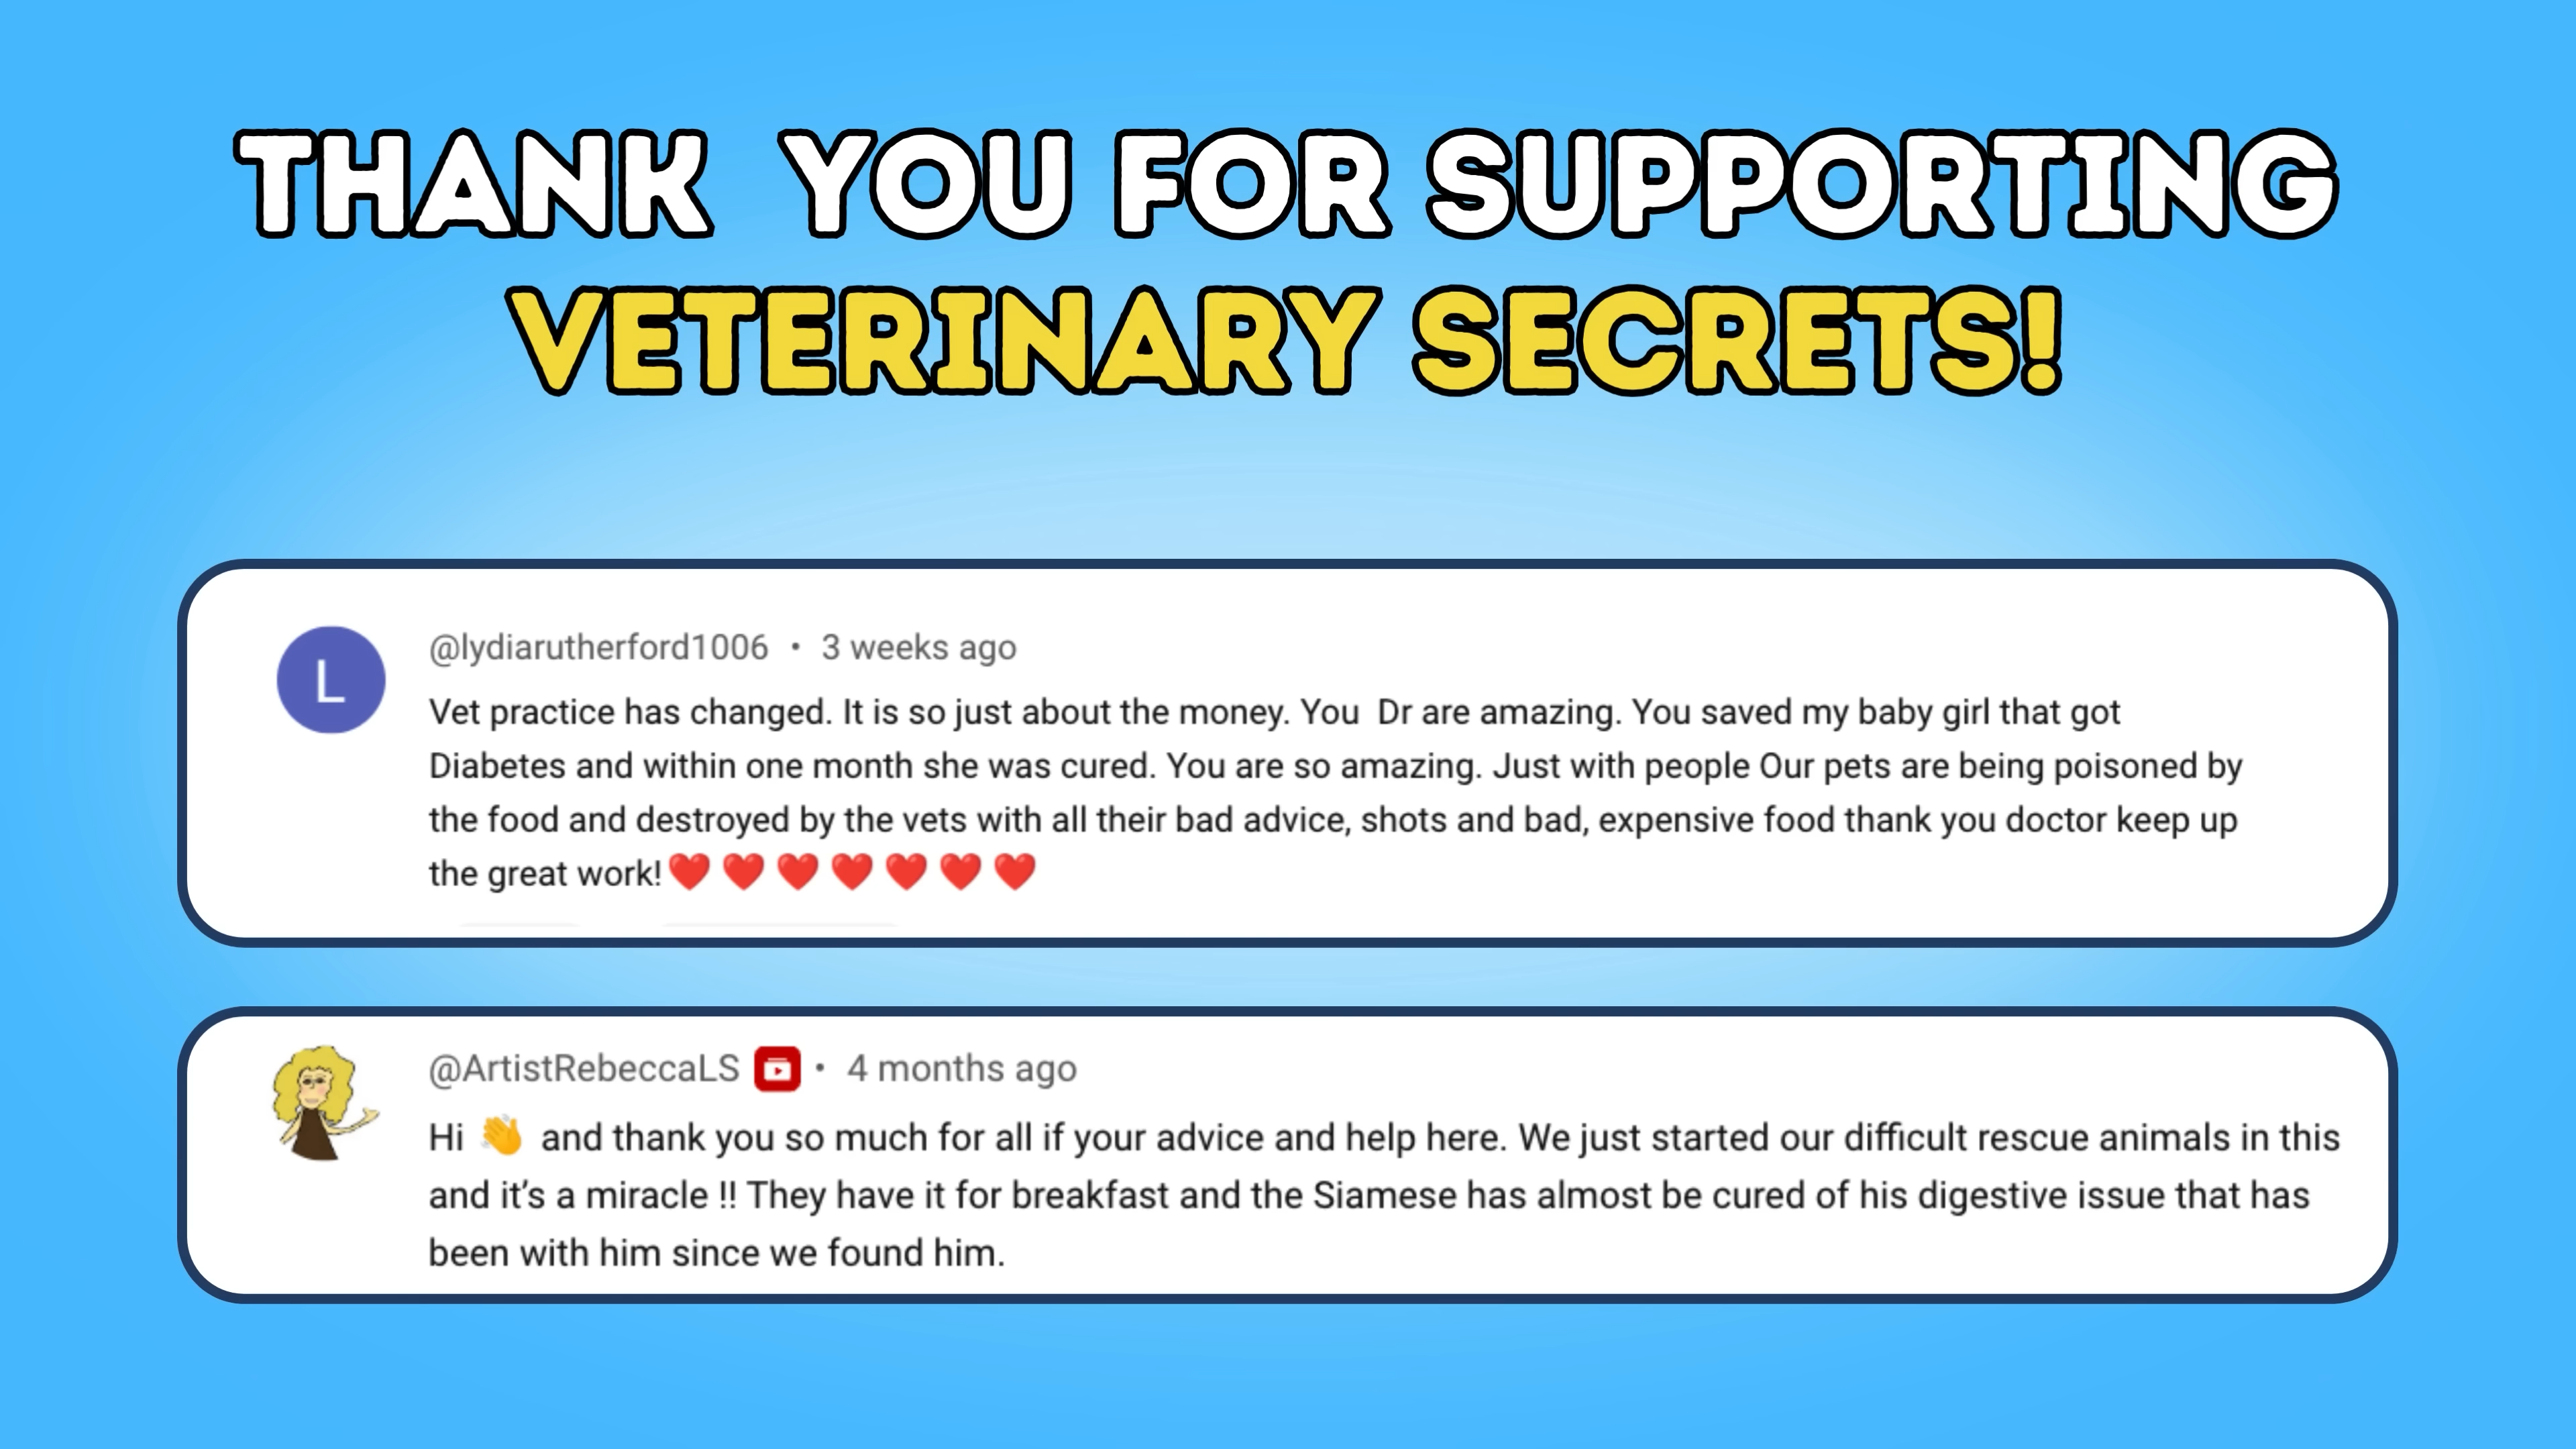 THANK YOU FOR SUPPORTING
VETERINARY SECRETS!
L
@lydiarutherford1006 • 3 weeks ago
Vet practice has changed. It is so just about the money. You Dr are amazing. You saved my baby girl that got
Diabetes and within one month she was cured. You are so amazing. Just with people Our pets are being poisoned by
the food and destroyed by the vets with all their bad advice, shots and bad, expensive food thank you doctor keep up
the great work!❤️❤️❤️❤️❤️❤️❤️
@ArtistRebeccaLS • 4 months ago
Hi 👋 and thank you so much for all if your advice and help here. We just started our difficult rescue animals in this
and it’s a miracle !! They have it for breakfast and the Siamese has almost be cured of his digestive issue that has
been with him since we found him.